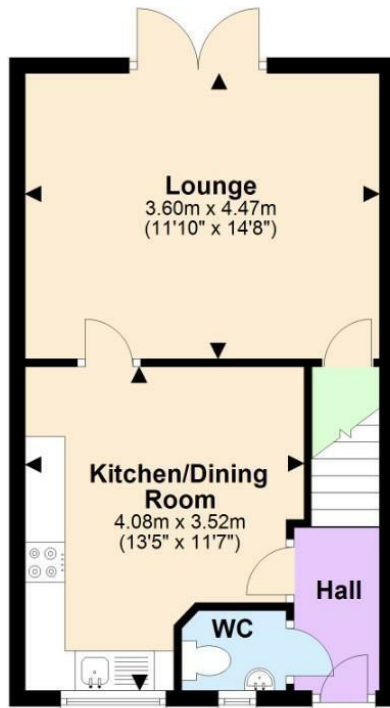 Lounge
3.60m x 4.47m
(11'10" x 14'8")
Kitchen/Dining
Room
4.08m x 3.52m
(13'5" x 11'7")
Hall
WC